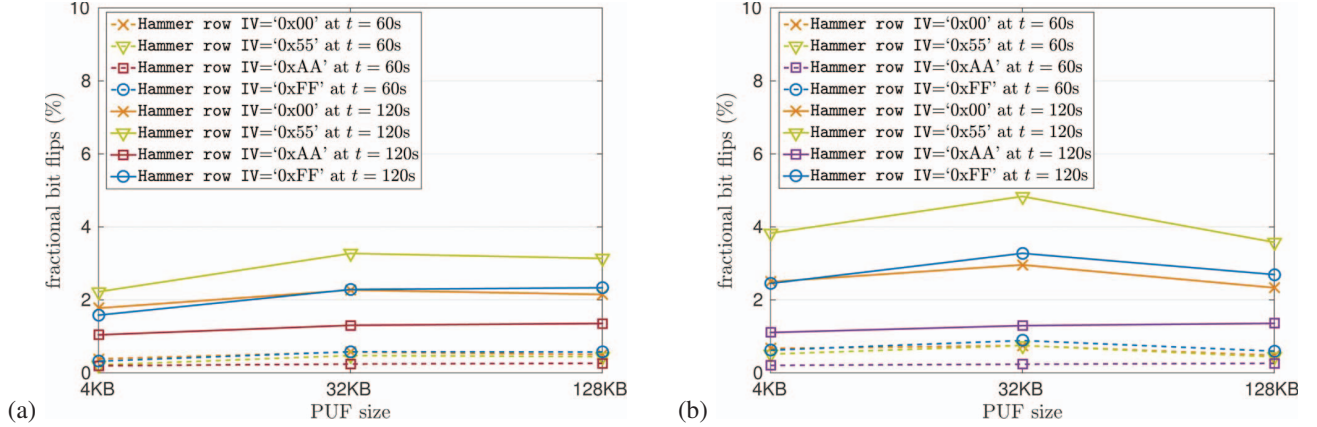 10
8
6
4
2
0
fractional bit flips (%)
Hammer row IV=‘0x00’ at t = 60s
Hammer row IV=‘0x55’ at t = 60s
Hammer row IV=‘0xAA’ at t = 60s
Hammer row IV=‘0xFF’ at t = 60s
Hammer row IV=‘0x00’ at t = 120s
Hammer row IV=‘0x55’ at t = 120s
Hammer row IV=‘0xAA’ at t = 120s
Hammer row IV=‘0xFF’ at t = 120s
4KB 32KB 128KB
PUF size
(a)
10
8
6
4
2
0
fractional bit flips (%)
Hammer row IV=‘0x00’ at t = 60s
Hammer row IV=‘0x55’ at t = 60s
Hammer row IV=‘0xAA’ at t = 60s
Hammer row IV=‘0xFF’ at t = 60s
Hammer row IV=‘0x00’ at t = 120s
Hammer row IV=‘0x55’ at t = 120s
Hammer row IV=‘0xAA’ at t = 120s
Hammer row IV=‘0xFF’ at t = 120s
4KB 32KB 128KB
PUF size
(b)